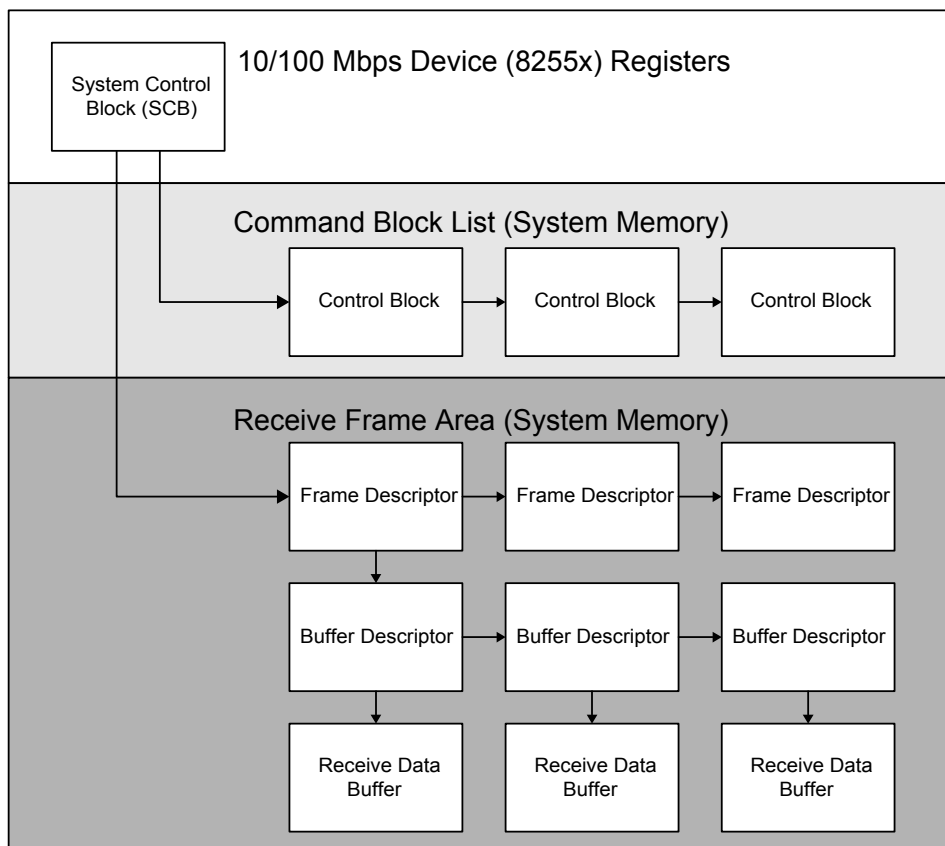 10/100 Mbps Device (8255x) Registers
System Control
Block (SCB)
Command Block List (System Memory)
Control Block
Control Block
Control Block
Receive Frame Area (System Memory)
Frame Descriptor
Frame Descriptor
Frame Descriptor
Buffer Descriptor
Buffer Descriptor
Buffer Descriptor
Receive Data
Buffer
Receive Data
Buffer
Receive Data
Buffer